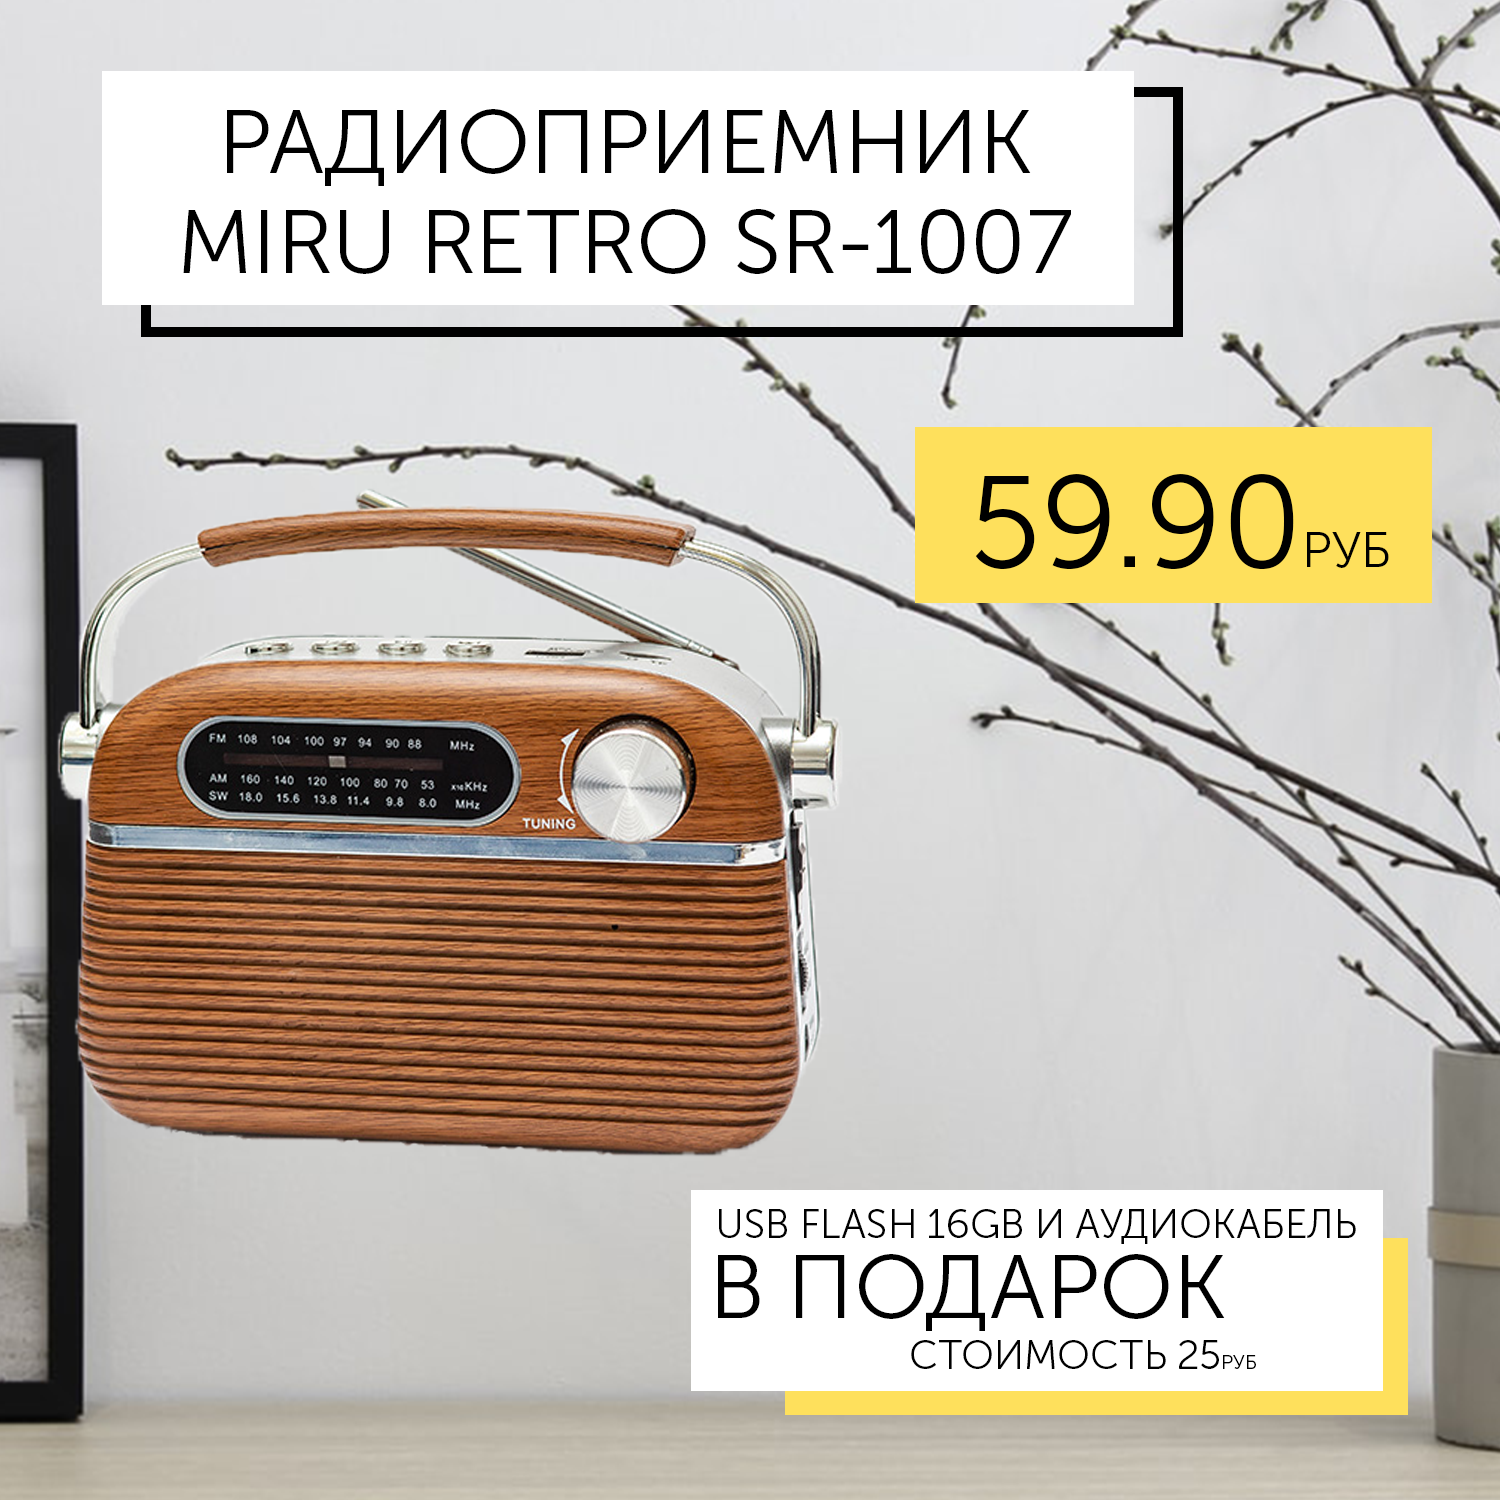 РАДИОПРИЕМНИК
MIRU RETRO SR-1007
59.90РУБ
FM 108 104 100 97 94 90 88 MHz
AM 160 140 120 100 80 70 53 KHz
SW 18.0 15.6 13.8 11.4 9.8 8.0 MHz
TUNING
USB FLASH 16GB И АУДИОКАБЕЛЬ
В ПОДАРОК
СТОИМОСТЬ 25РУБ